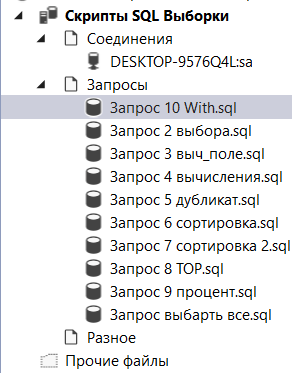 Скрипты SQL Выборки
Соединения
DESKTOP-9576Q4L:sa
Запросы
Запрос 10 With.sql
Запрос 2 выбора.sql
Запрос 3 выч_поле.sql
Запрос 4 вычисления.sql
Запрос 5 дубликат.sql
Запрос 6 сортировка.sql
Запрос 7 сортировка 2.sql
Запрос 8 TOP.sql
Запрос 9 процент.sql
Запрос выбарть все.sql
Разное
Прочие файлы